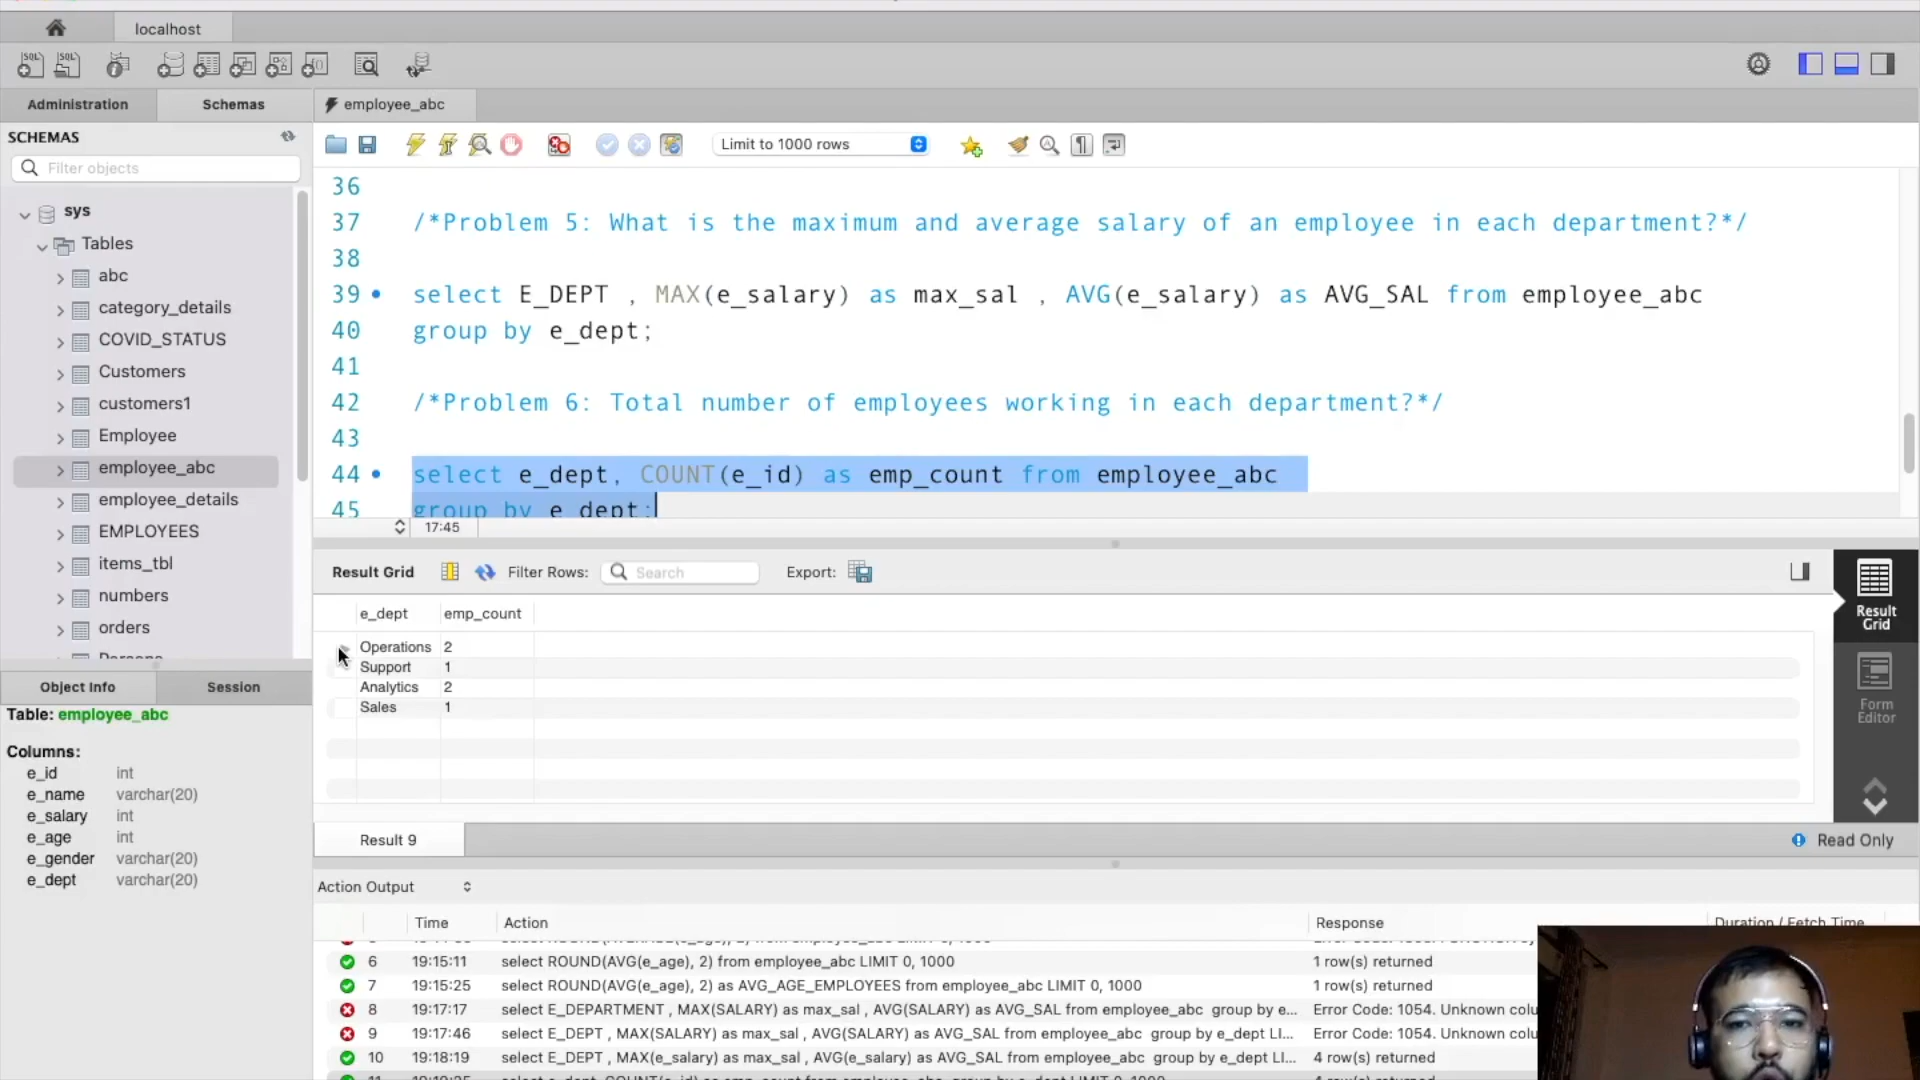 localhost
Administration
Schemas
employee_abc
SCHEMAS
Filter objects
Limit to 1000 rows
sys
Tables
abc
category_details
COVID_STATUS
Customers
customers1
Employee
employee_abc
employee_details
EMPLOYEES
items_tbl
numbers
orders
36
37 /*Problem 5: What is the maximum and average salary of an employee in each department?*/
38
39 select E_DEPT , MAX(e_salary) as max_sal , AVG(e_salary) as AVG_SAL from employee_abc
40 group by e_dept;
41
42 /*Problem 6: Total number of employees working in each department?*/
43
44 select e_dept, COUNT(e_id) as emp_count from employee_abc
45 group by e_dept;
17:45
Result Grid
Filter Rows:
Search
Export:
e_dept emp_count
Operations 2
Support 1
Analytics 2
Sales 1
Result Grid
Form Editor
Result 9
Read Only
Object Info
Session
Table: employee_abc
Columns:
e_id int
e_name varchar(20)
e_salary int
e_age int
e_gender varchar(20)
e_dept varchar(20)
Action Output
Time Action Response Duration / Fetch Time
6 19:15:11 select ROUND(AVG(e_age), 2) from employee_abc LIMIT 0, 1000 1 row(s) returned
7 19:15:25 select ROUND(AVG(e_age), 2) as AVG_AGE_EMPLOYEES from employee_abc LIMIT 0, 1000 1 row(s) returned
8 19:17:17 select E_DEPARTMENT , MAX(SALARY) as max_sal , AVG(SALARY) as AVG_SAL from employee_abc group by e... Error Code: 1054. Unknown colu
9 19:17:46 select E_DEPT , MAX(SALARY) as max_sal , AVG(SALARY) as AVG_SAL from employee_abc group by e_dept LI... Error Code: 1054. Unknown colu
10 19:18:19 select E_DEPT , MAX(e_salary) as max_sal , AVG(e_salary) as AVG_SAL from employee_abc group by e_dept LI... 4 row(s) returned